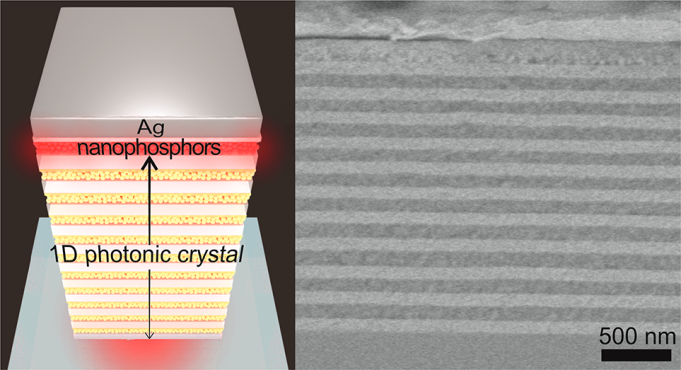 Ag
nanophosphors
1D photonic crystal
500 nm